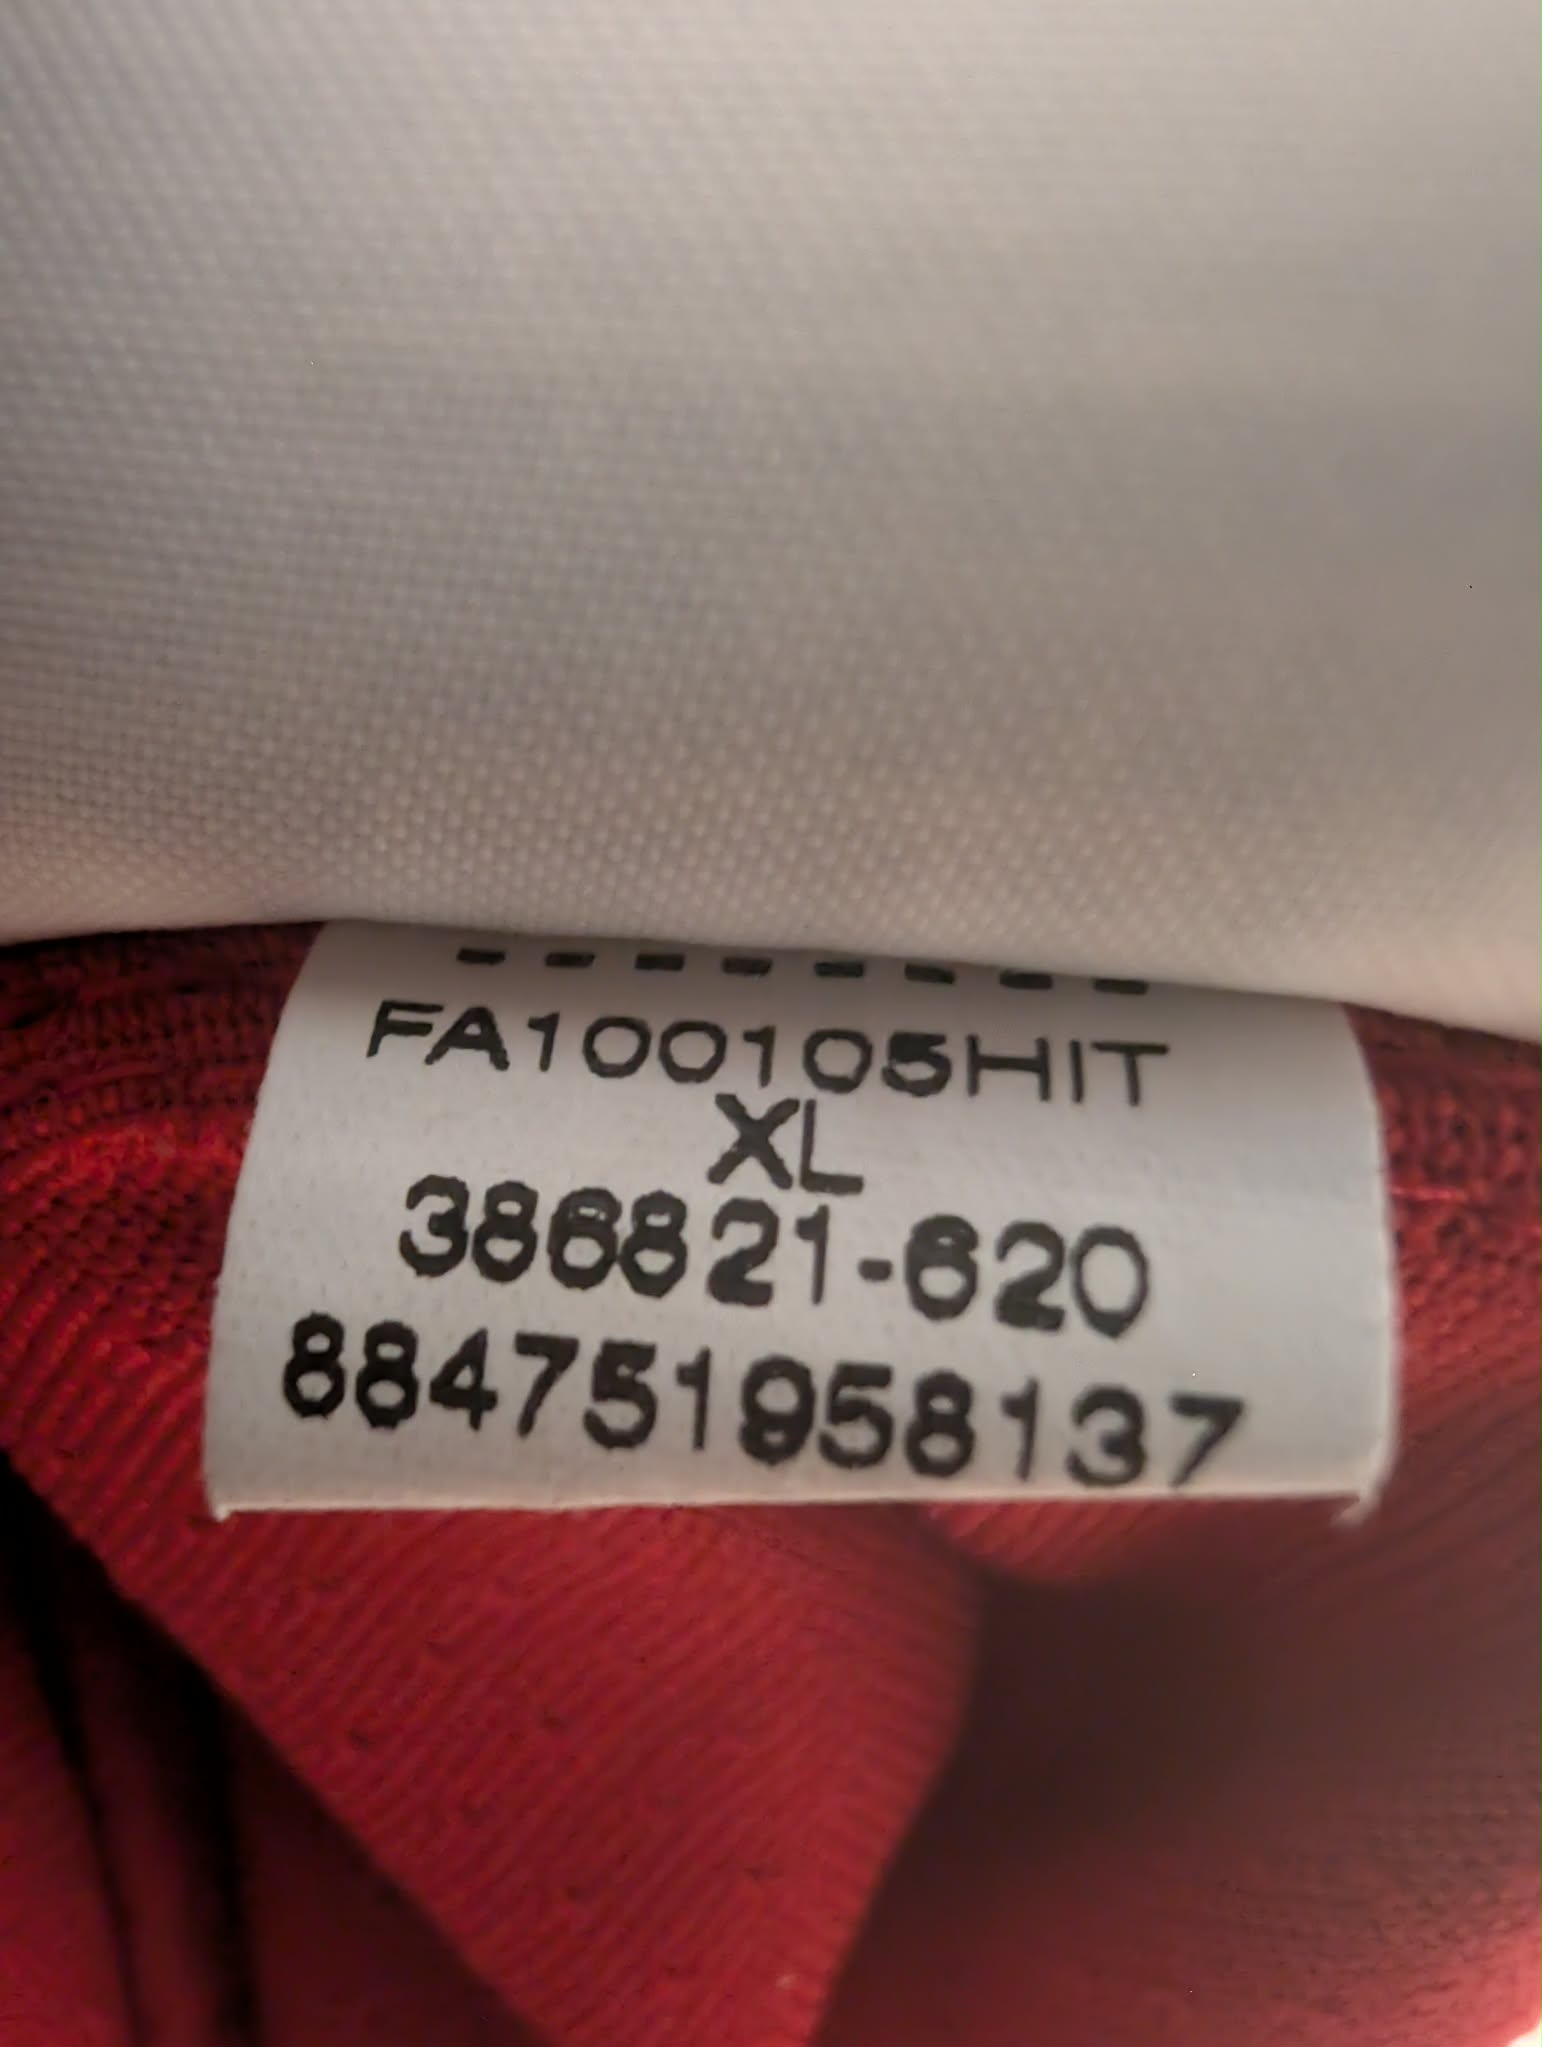 --------
FA100105HIT
XL
386821-620
884751958137